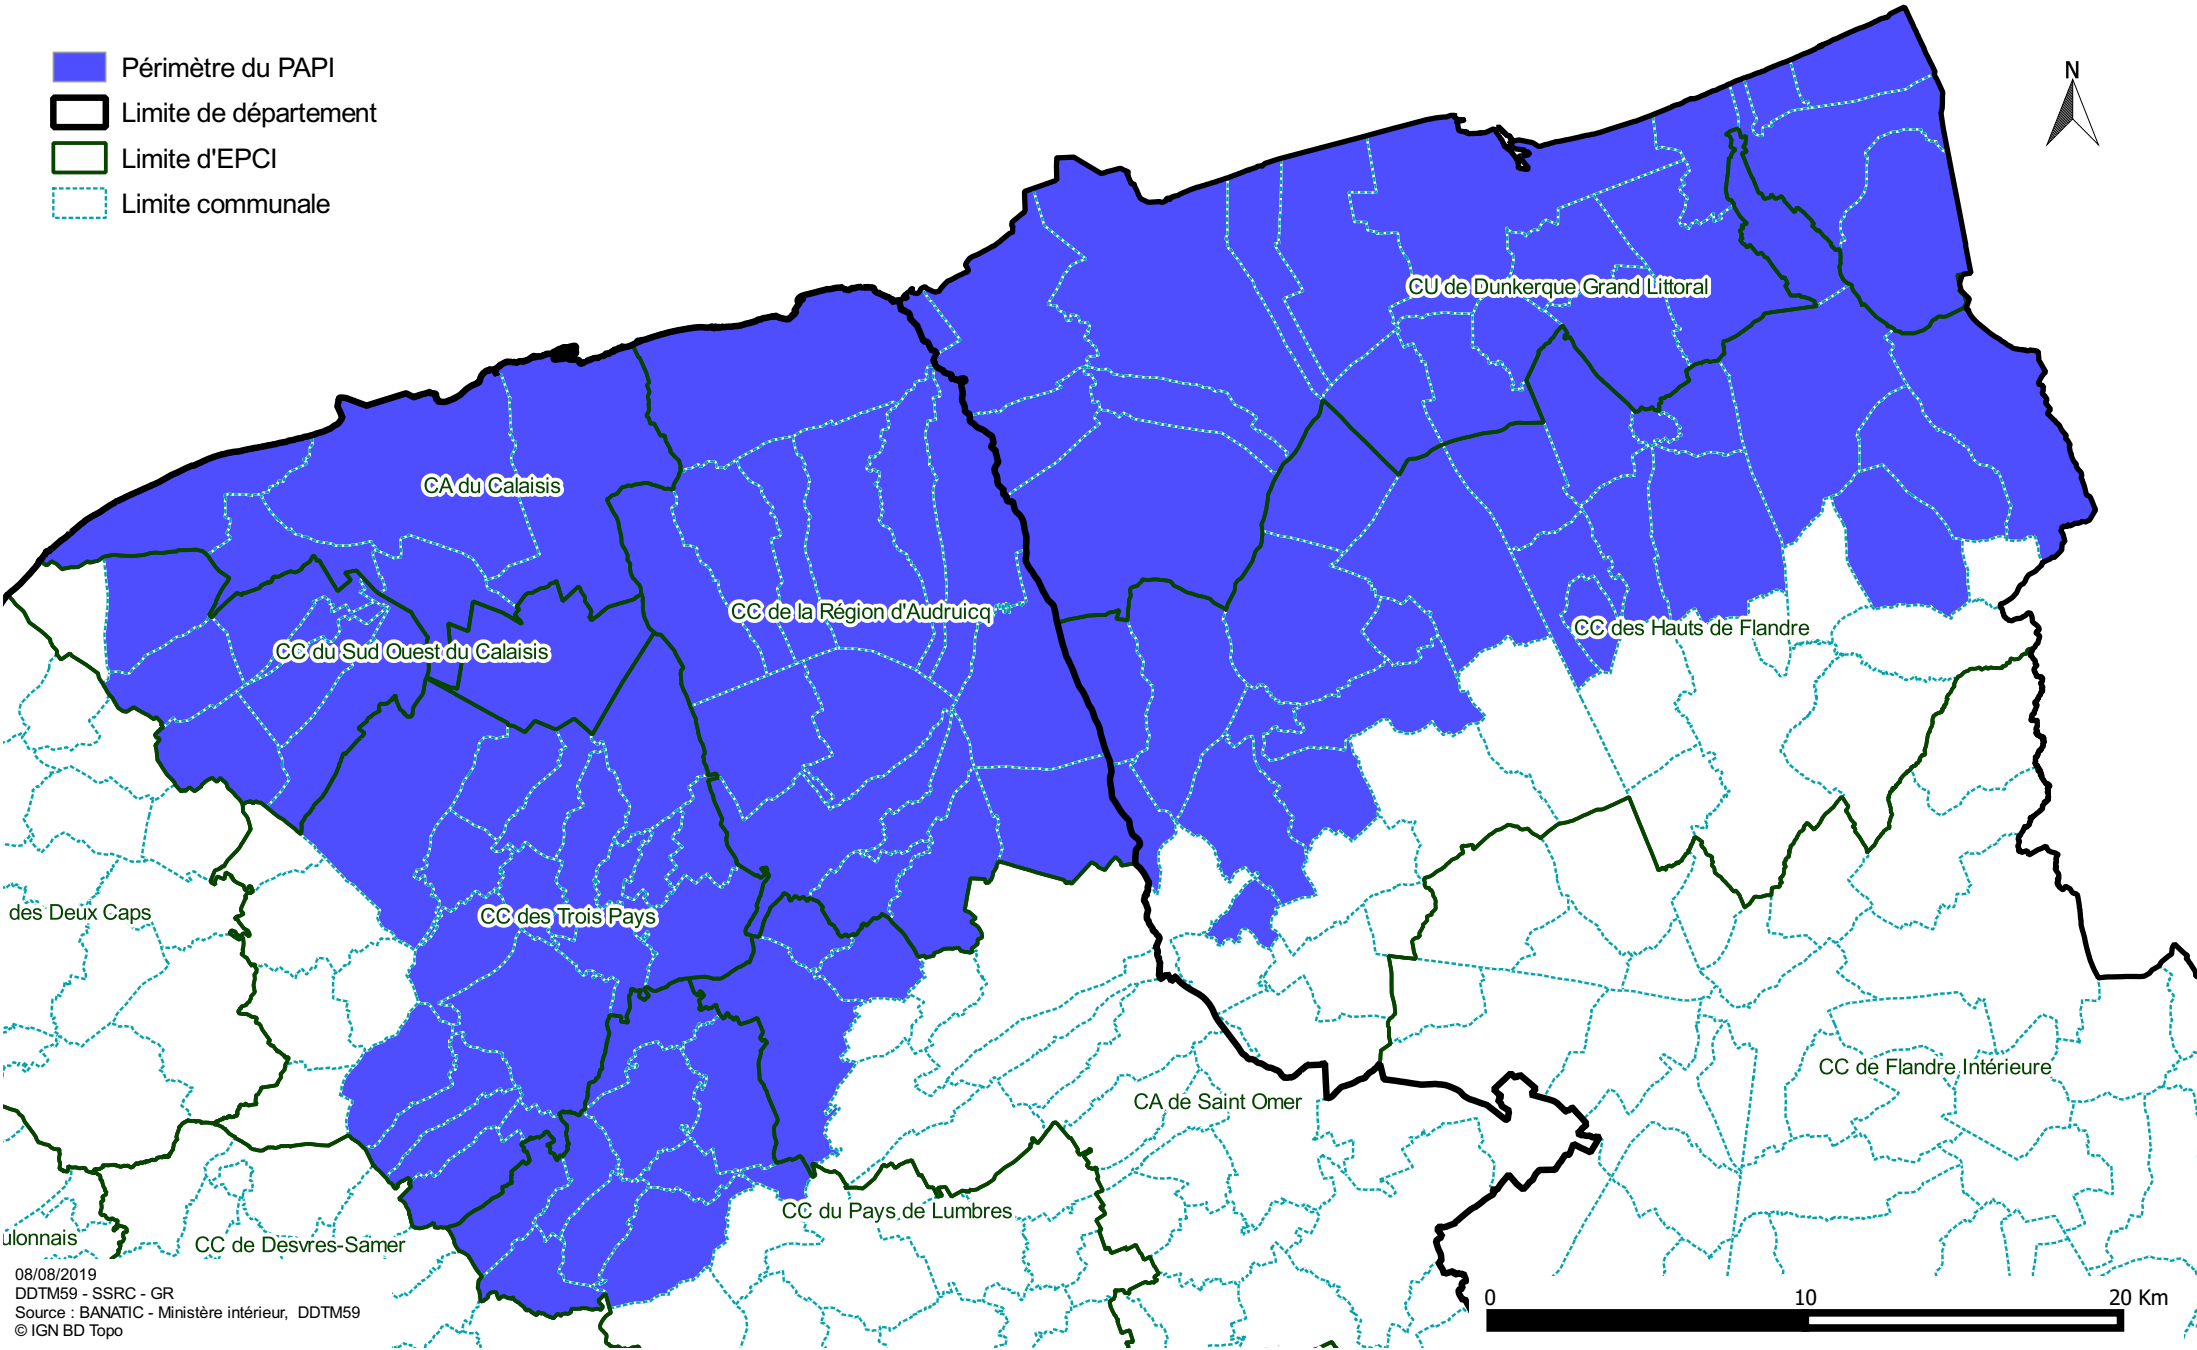 Périmètre du PAPI
Limite de département
Limite d'EPCI
Limite communale
N
CU de Dunkerque Grand Littoral
CA du Calaisis
CC de la Région d'Audruicq
CC des Hauts de Flandre
CC du Sud Ouest du Calaisis
des Deux Caps
CC des Trois Pays
CC de Flandre Intérieure
CA de Saint Omer
CC du Pays de Lumbres
ulonnais
CC de Desvres-Samer
08/08/2019
DDTM59 - SSRC - GR
Source : BANATIC - Ministère intérieur, DDTM59
© IGN BD Topo
0 10 20 Km